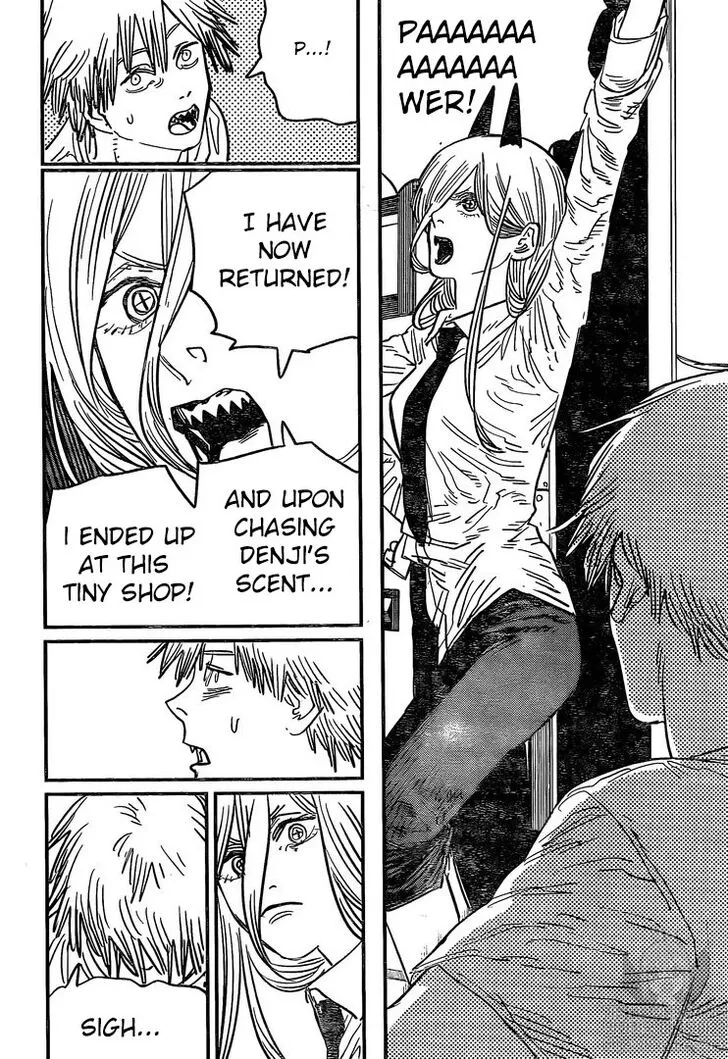 PAAAAAAA
AAAAAAA
WER!
P...!
I HAVE
NOW
RETURNED!
AND UPON
CHASING
DENJI'S
SCENT...
I ENDED UP
AT THIS
TINY SHOP!
SIGH...